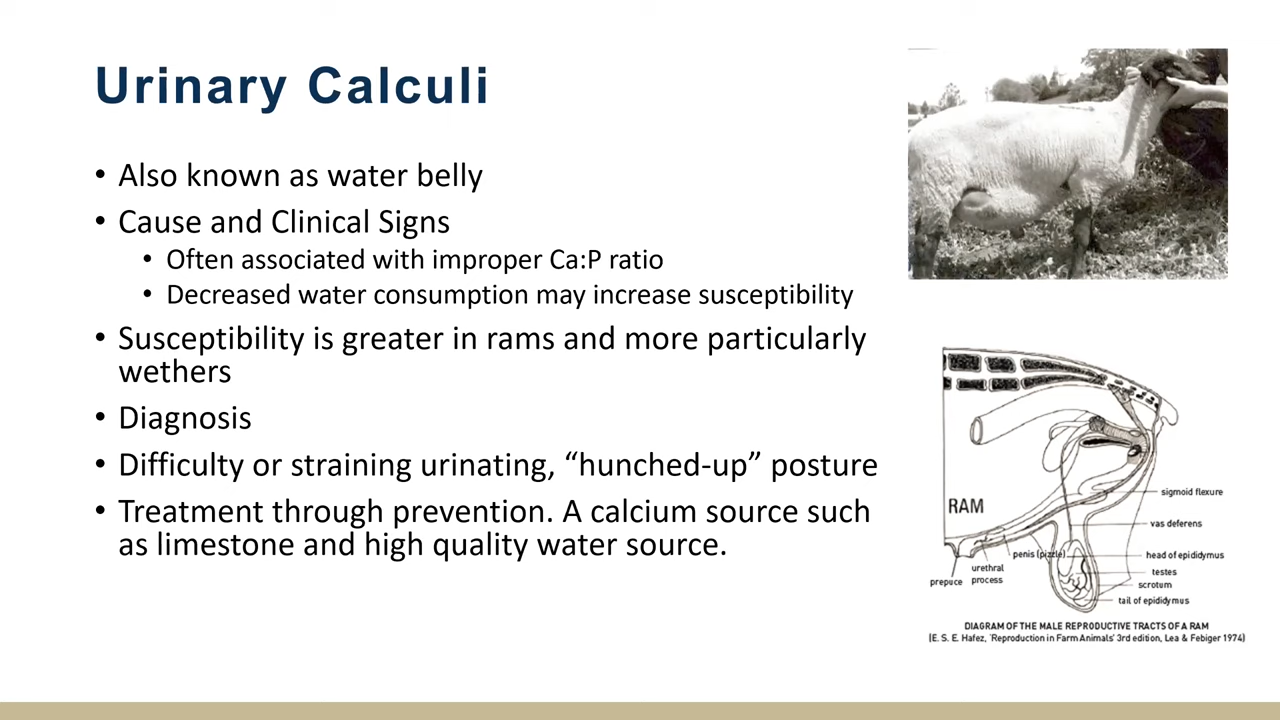 Urinary Calculi
• Also known as water belly
• Cause and Clinical Signs
• Often associated with improper Ca:P ratio
• Decreased water consumption may increase susceptibility
• Susceptibility is greater in rams and more particularly
wethers
• Diagnosis
• Difficulty or straining urinating, “hunched-up” posture
• Treatment through prevention. A calcium source such
as limestone and high quality water source.
RAM
sigmoid flexure
vas deferens
penis (pizzle)
head of epididymus
urethral
process
prepuce
testes
scrotum
tail of epididymus
DIAGRAM OF THE MALE REPRODUCTIVE TRACTS OF A RAM
(E. S. E. Hafez, 'Reproduction in Farm Animals' 3rd edition, Lea & Febiger 1974)